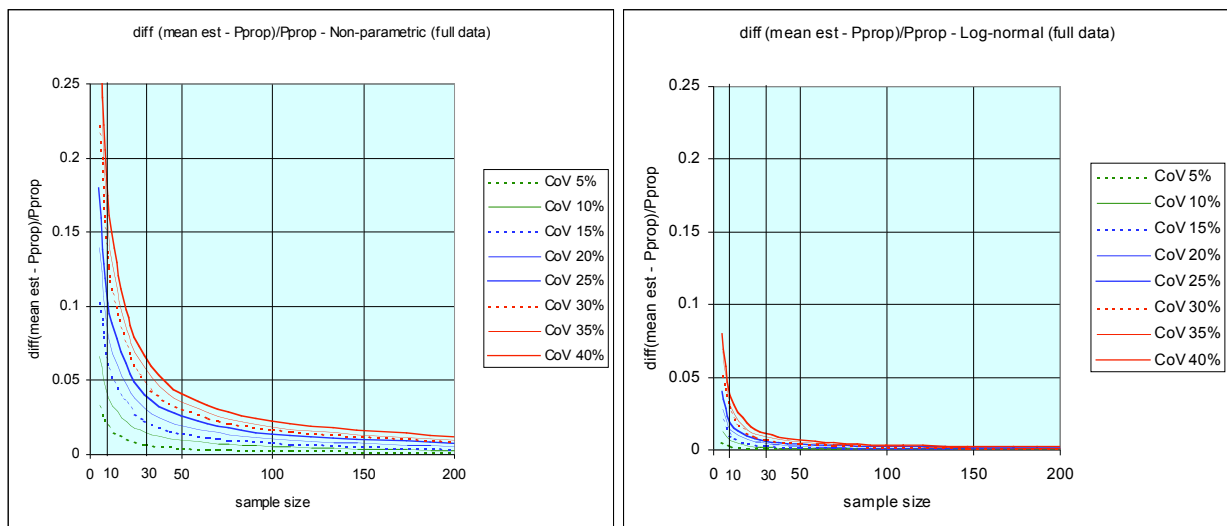 diff (mean est - Pprop)/Pprop - Non-parametric (full data)
diff(mean est - Pprop)/Pprop
0.25
0.2
0.15
0.1
0.05
0
0 10 30 50 100 150 200
sample size
CoV 5%
CoV 10%
CoV 15%
CoV 20%
CoV 25%
CoV 30%
CoV 35%
CoV 40%
diff (mean est - Pprop)/Pprop - Log-normal (full data)
diff(mean est - Pprop)/Pprop
0.25
0.2
0.15
0.1
0.05
0
0 10 30 50 100 150 200
sample size
CoV 5%
CoV 10%
CoV 15%
CoV 20%
CoV 25%
CoV 30%
CoV 35%
CoV 40%